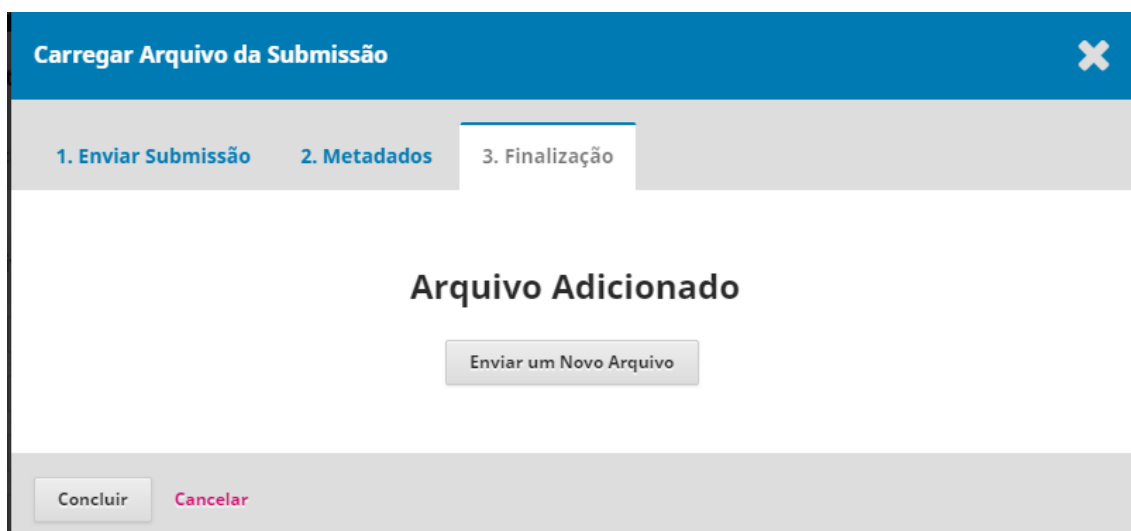 Carregar Arquivo da Submissão
1. Enviar Submissão 2. Metadados 3. Finalização
Arquivo Adicionado
Enviar um Novo Arquivo
Concluir Cancelar